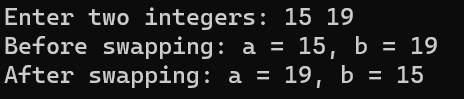 Enter two integers: 15 19
Before swapping: a = 15, b = 19
After swapping: a = 19, b = 15